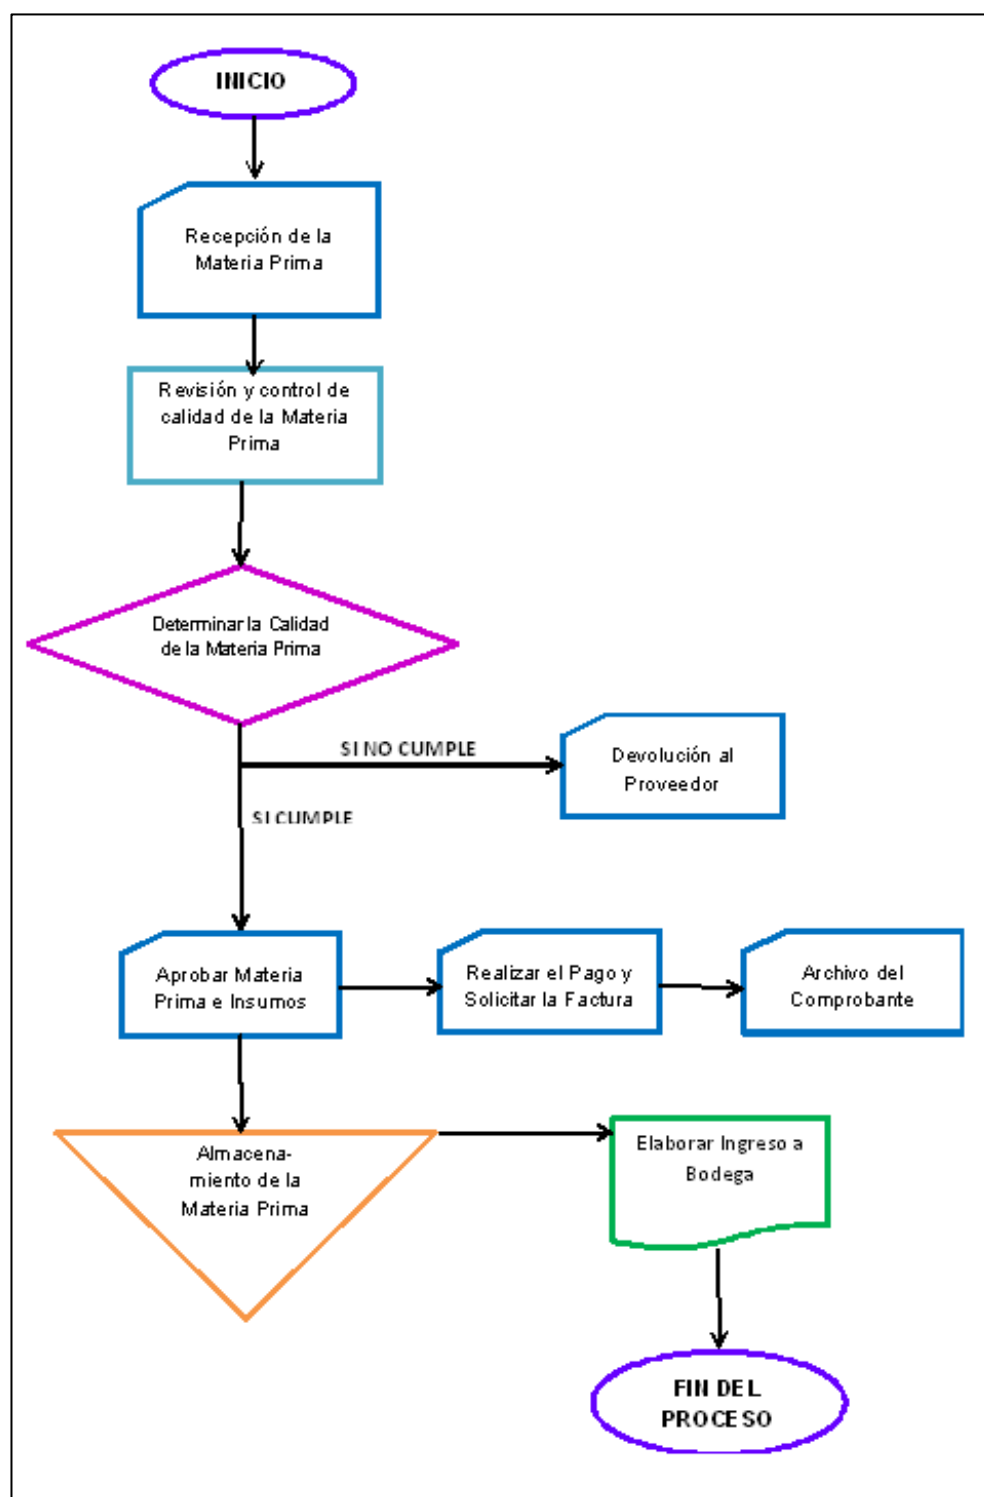 INICIO
Recepción de la
Materia Prima
Revisión y control de
calidad de la Materia
Prima
Determinar la Calidad
de la Materia Prima
SI NO CUMPLE
Devolución al
Proveedor
SI CUMPLE
Aprobar Materia
Prima e Insumos
Realizar el Pago y
Solicitar la Factura
Archivo del
Comprobante
Almacena-
miento de la
Materia Prima
Elaborar Ingreso a
Bodega
FIN DEL
PROCESO